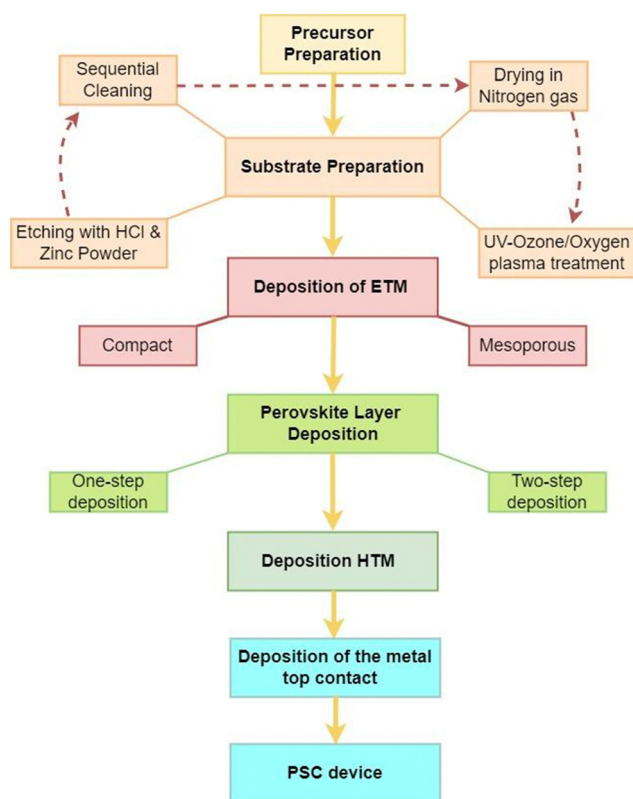 Precursor
Preparation
Sequential
Cleaning
Drying in
Nitrogen gas
Substrate Preparation
Etching with HCl &
Zinc Powder
UV-Ozone/Oxygen
plasma treatment
Deposition of ETM
Compact
Mesoporous
Perovskite Layer
Deposition
One-step
deposition
Two-step
deposition
Deposition HTM
Deposition of the metal
top contact
PSC device